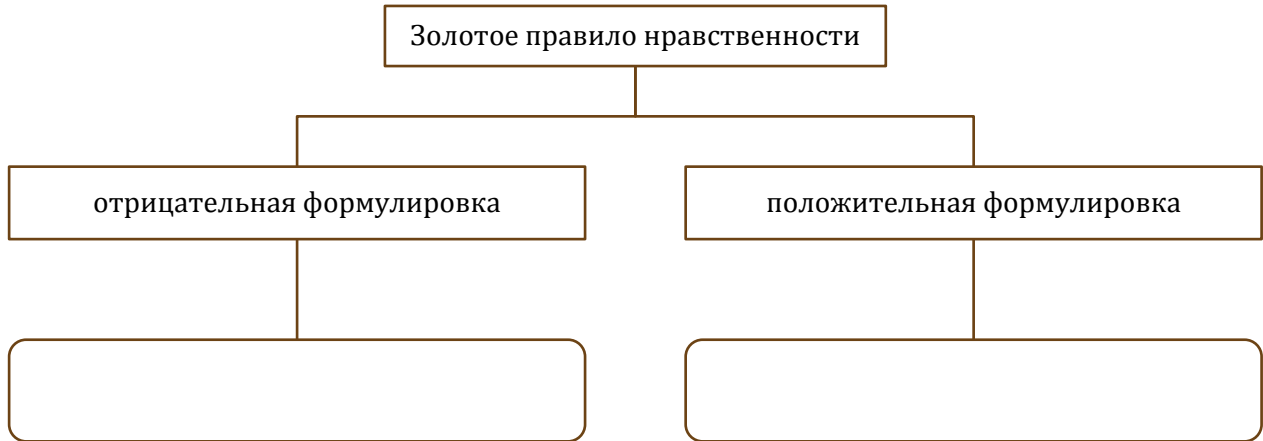 Золотое правило нравственности
отрицательная формулировка
положительная формулировка